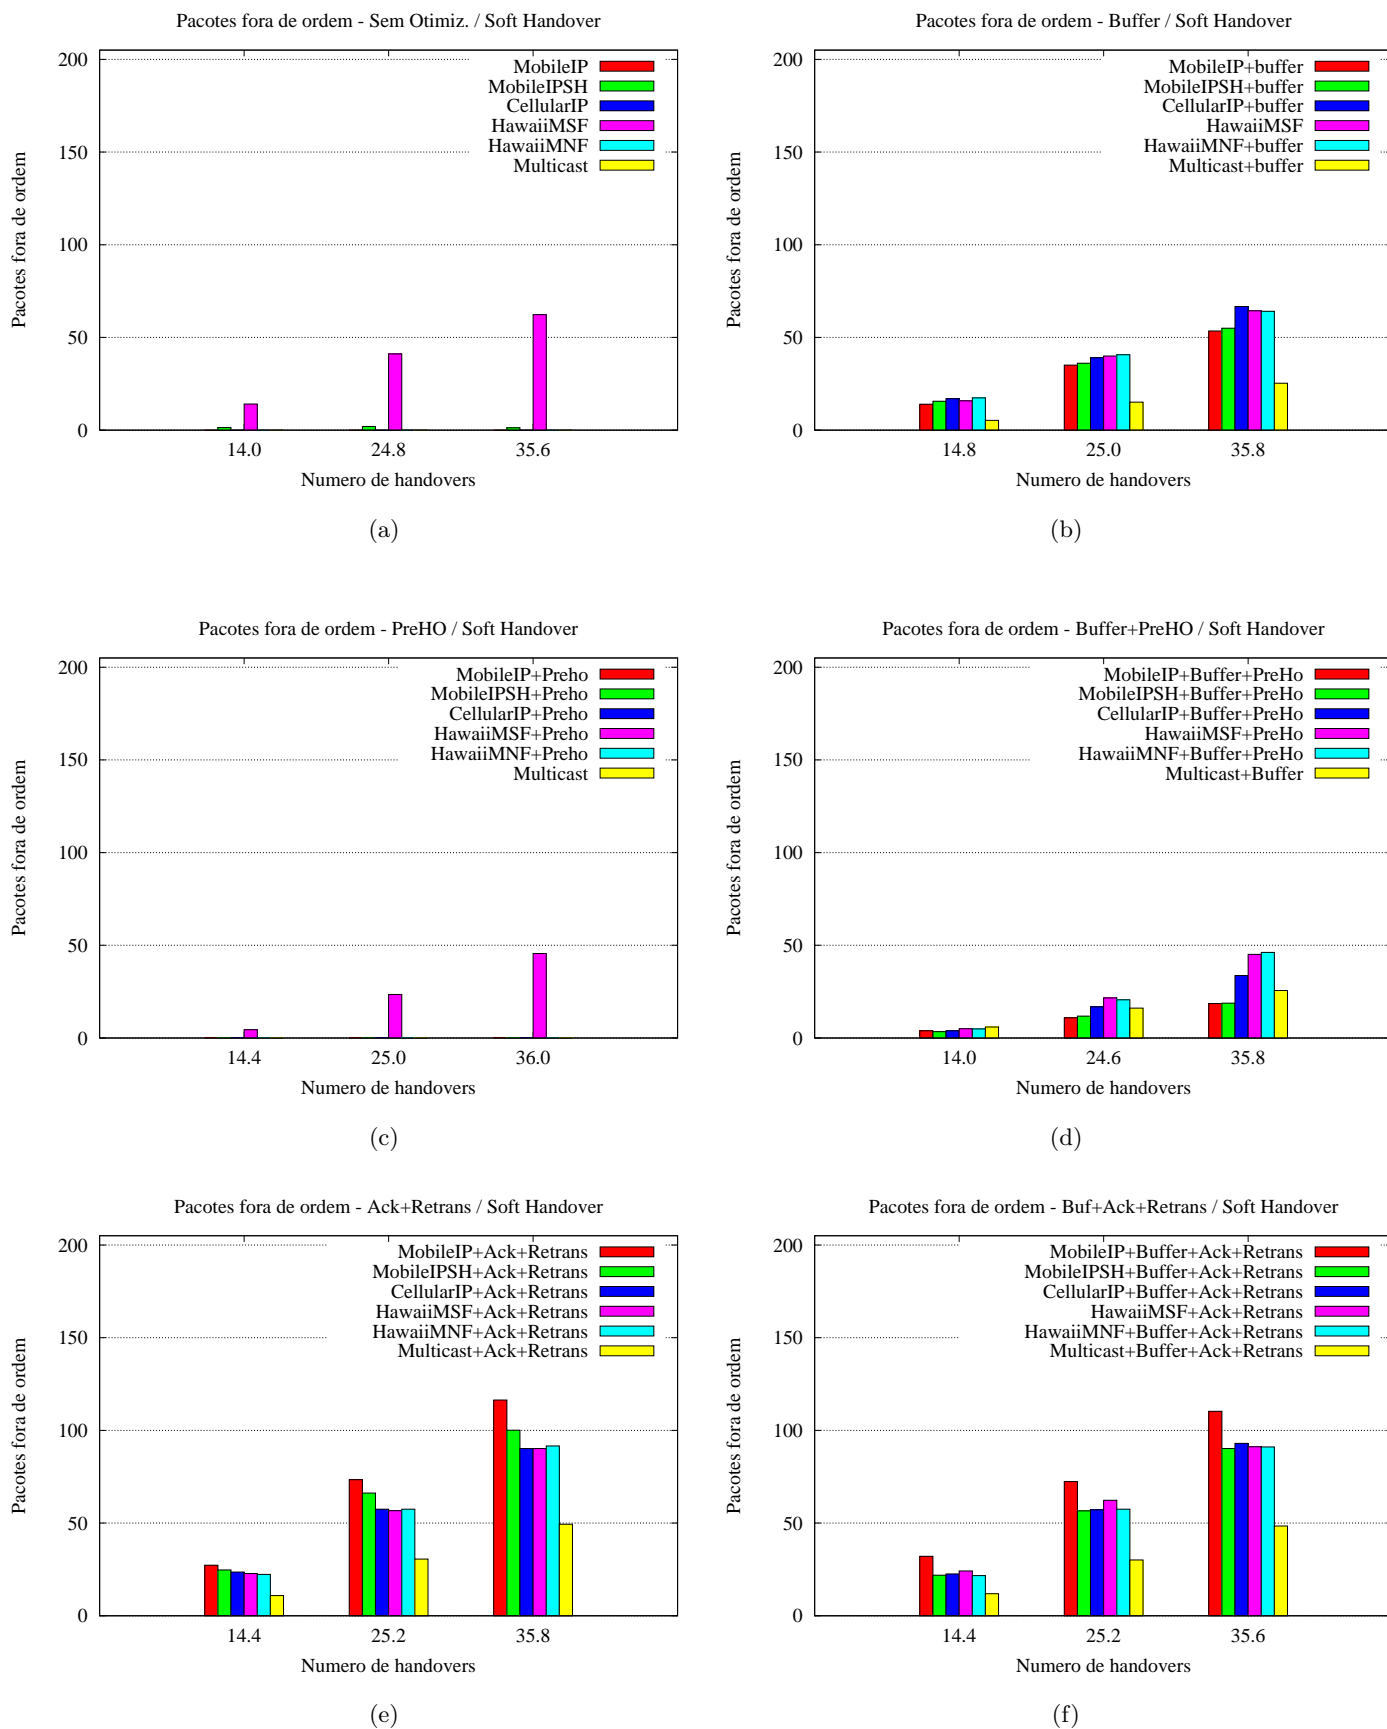 Pacotes fora de ordem - Sem Otimiz. / Soft Handover
Pacotes fora de ordem
200
150
100
50
0
MobileIP
MobileIPSH
CellularIP
HawaiiMSF
HawaiiMNF
Multicast
14.0 24.8 35.6
Numero de handovers
(a)
Pacotes fora de ordem - Buffer / Soft Handover
Pacotes fora de ordem
200
150
100
50
0
MobileIP+buffer
MobileIPSH+buffer
CellularIP+buffer
HawaiiMSF
HawaiiMNF+buffer
Multicast+buffer
14.8 25.0 35.8
Numero de handovers
(b)
Pacotes fora de ordem - PreHO / Soft Handover
Pacotes fora de ordem
200
150
100
50
0
MobileIP+Preho
MobileIPSH+Preho
CellularIP+Preho
HawaiiMSF+Preho
HawaiiMNF+Preho
Multicast
14.4 25.0 36.0
Numero de handovers
(c)
Pacotes fora de ordem - Buffer+PreHO / Soft Handover
Pacotes fora de ordem
200
150
100
50
0
MobileIP+Buffer+PreHo
MobileIPSH+Buffer+PreHo
CellularIP+Buffer+PreHo
HawaiiMSF+PreHo
HawaiiMNF+Buffer+PreHo
Multicast+Buffer
14.0 24.6 35.8
Numero de handovers
(d)
Pacotes fora de ordem - Ack+Retrans / Soft Handover
Pacotes fora de ordem
200
150
100
50
0
MobileIP+Ack+Retrans
MobileIPSH+Ack+Retrans
CellularIP+Ack+Retrans
HawaiiMSF+Ack+Retrans
HawaiiMNF+Ack+Retrans
Multicast+Ack+Retrans
14.4 25.2 35.8
Numero de handovers
(e)
Pacotes fora de ordem - Buf+Ack+Retrans / Soft Handover
Pacotes fora de ordem
200
150
100
50
0
MobileIP+Buffer+Ack+Retrans
MobileIPSH+Buffer+Ack+Retrans
CellularIP+Buffer+Ack+Retrans
HawaiiMSF+Ack+Retrans
HawaiiMNF+Buffer+Ack+Retrans
Multicast+Buffer+Ack+Retrans
14.4 25.2 35.6
Numero de handovers
(f)